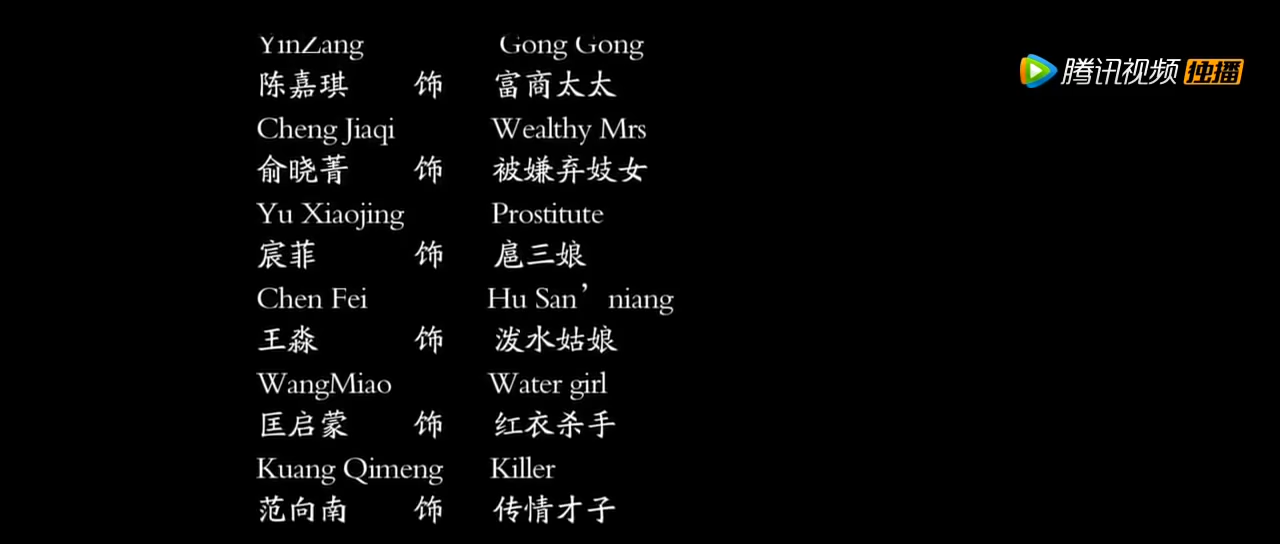 YinZang Gong Gong
陈嘉琪 饰 富商太太
腾讯视频 独播
Cheng Jiaqi Wealthy Mrs
俞晓菁 饰 被嫌弃妓女
Yu Xiaojing Prostitute
宸菲 饰 扈三娘
Chen Fei Hu San’niang
王淼 饰 泼水姑娘
WangMiao Water girl
匡启蒙 饰 红衣杀手
Kuang Qimeng Killer
范向南 饰 传情才子